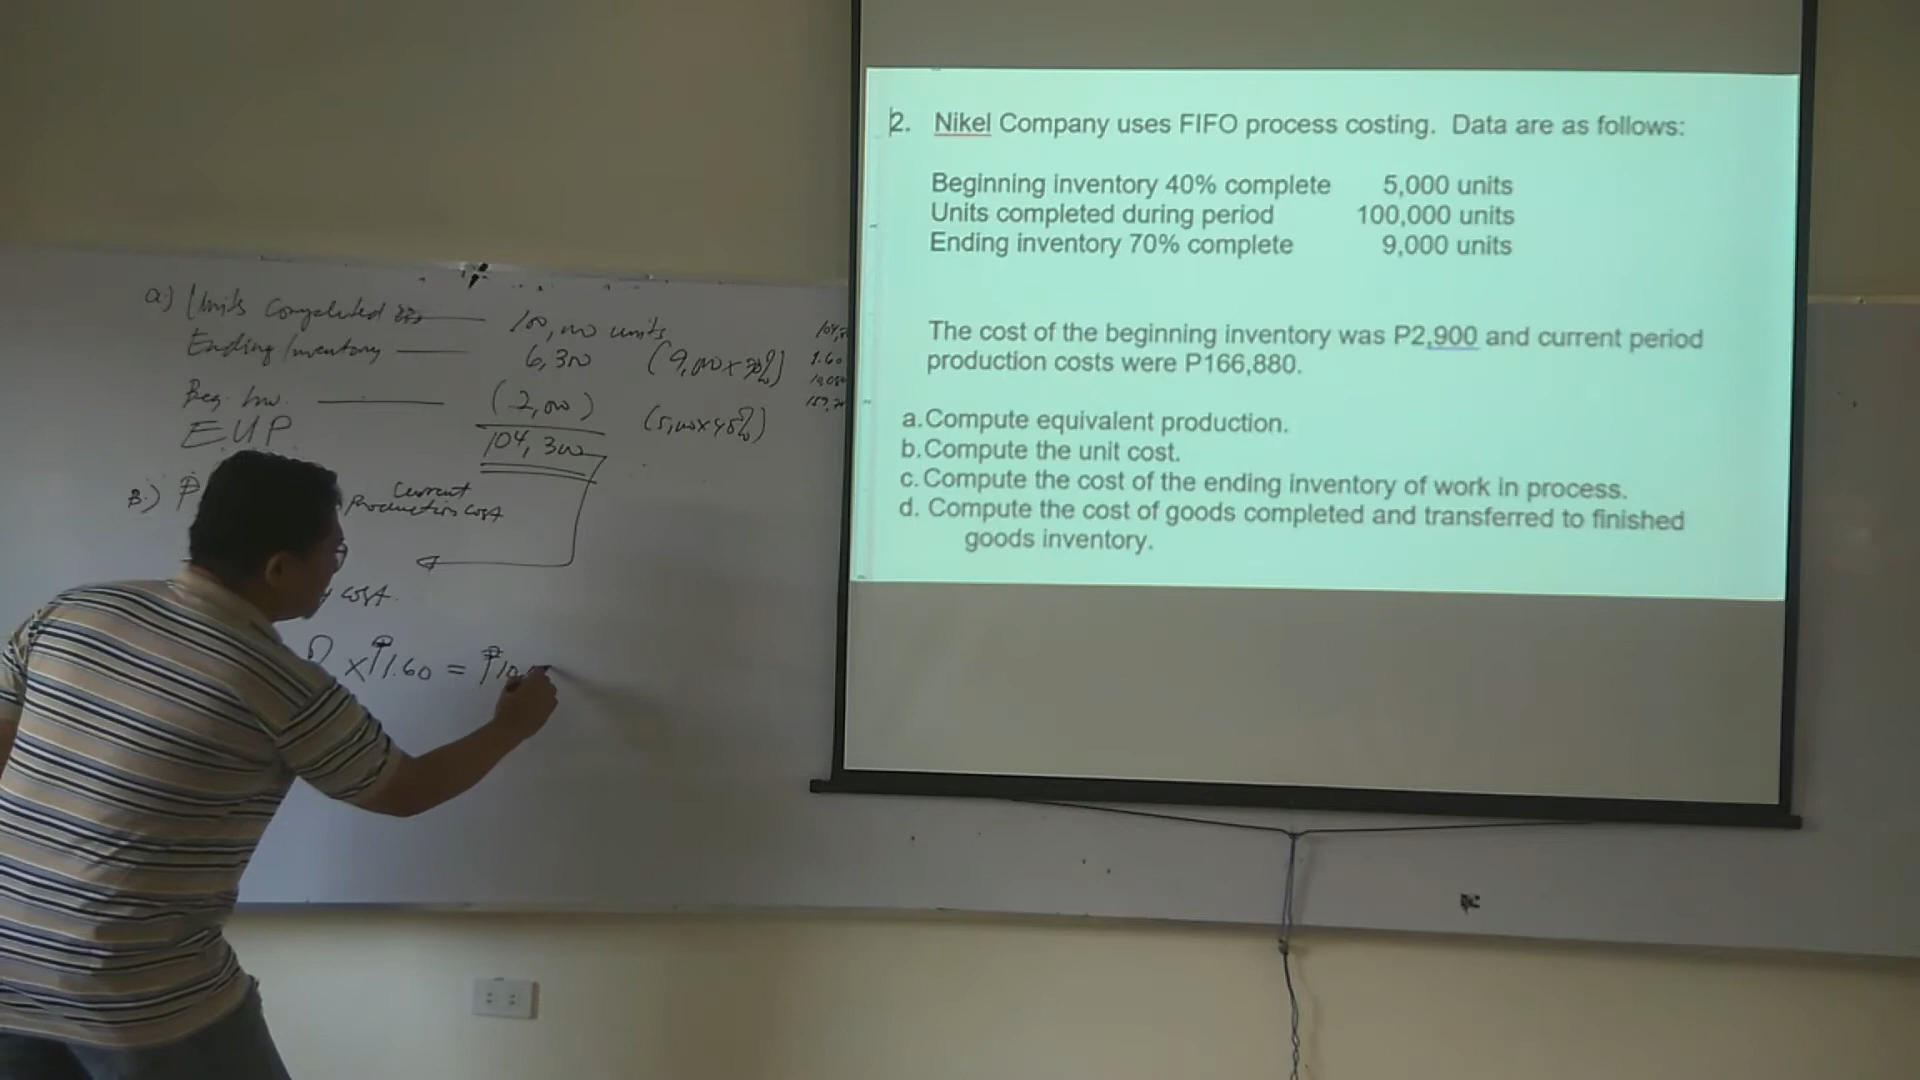 a.) Units Completed 100,000 units
Ending Inventory 6,300 (9,000 x 70%)
Beg. Inv. (2,000) (5,000 x 40%)
EUP 104,300
B.) ₱
Current
Production Cost
cost.
x ₱1.60 = ₱10,
1.60
2. Nikel Company uses FIFO process costing. Data are as follows:
Beginning inventory 40% complete 5,000 units
Units completed during period 100,000 units
Ending inventory 70% complete 9,000 units
The cost of the beginning inventory was P2,900 and current period
production costs were P166,880.
a. Compute equivalent production.
b. Compute the unit cost.
c. Compute the cost of the ending inventory of work in process.
d. Compute the cost of goods completed and transferred to finished
goods inventory.